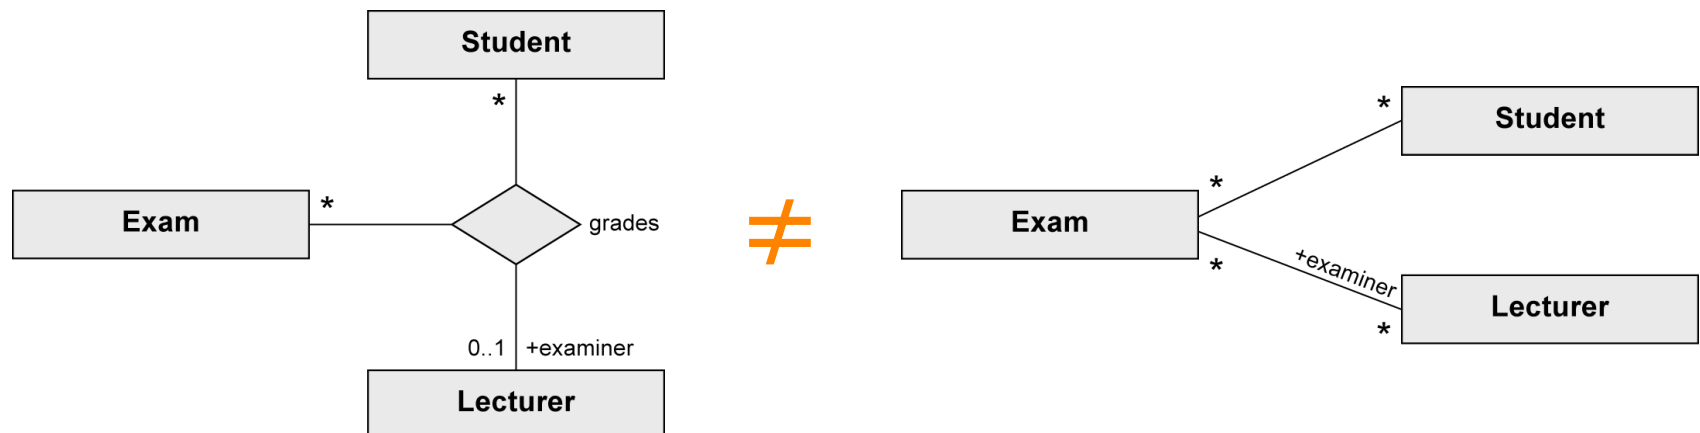 Student
*
*
Exam
grades
0..1 +examiner
Lecturer
≠
* Student
*
Exam
*
+examiner
Lecturer
*